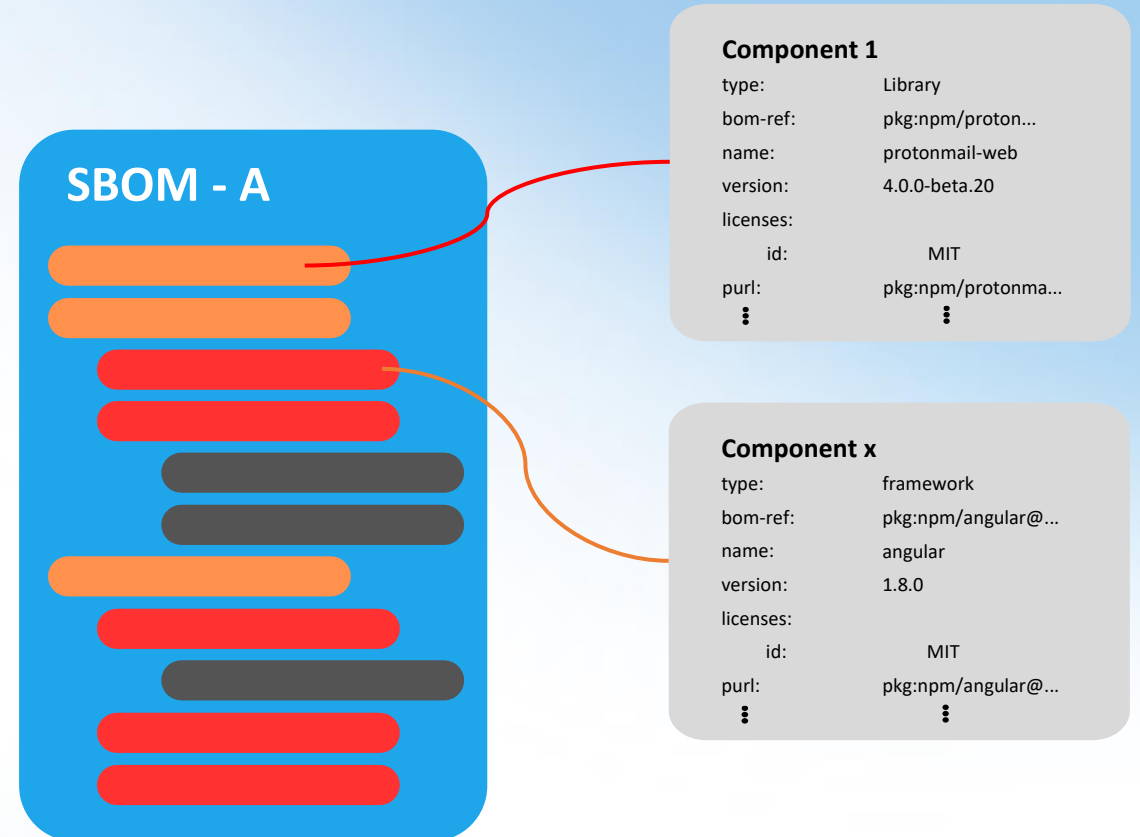 SBOM - A
Component 1
type: Library
bom-ref: pkg:npm/proton...
name: protonmail-web
version: 4.0.0-beta.20
licenses:
id: MIT
purl: pkg:npm/protonma...
Component x
type: framework
bom-ref: pkg:npm/angular@...
name: angular
version: 1.8.0
licenses:
id: MIT
purl: pkg:npm/angular@...